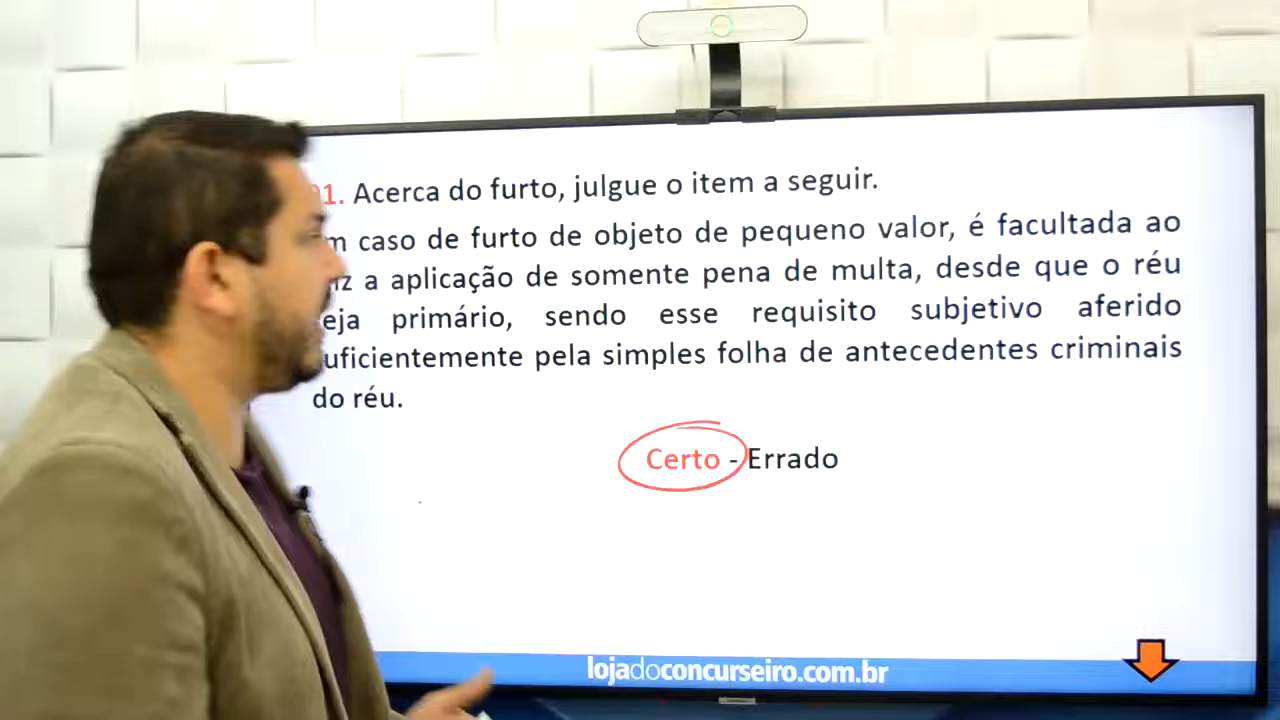 1. Acerca do furto, julgue o item a seguir.
caso de furto de objeto de pequeno valor, é facultada ao
a aplicação de somente pena de multa, desde que o réu
primário, sendo esse requisito subjetivo aferido
pela simples folha de antecedentes criminais
do réu.
Certo - Errado
lojadoconcurseiro.com.br